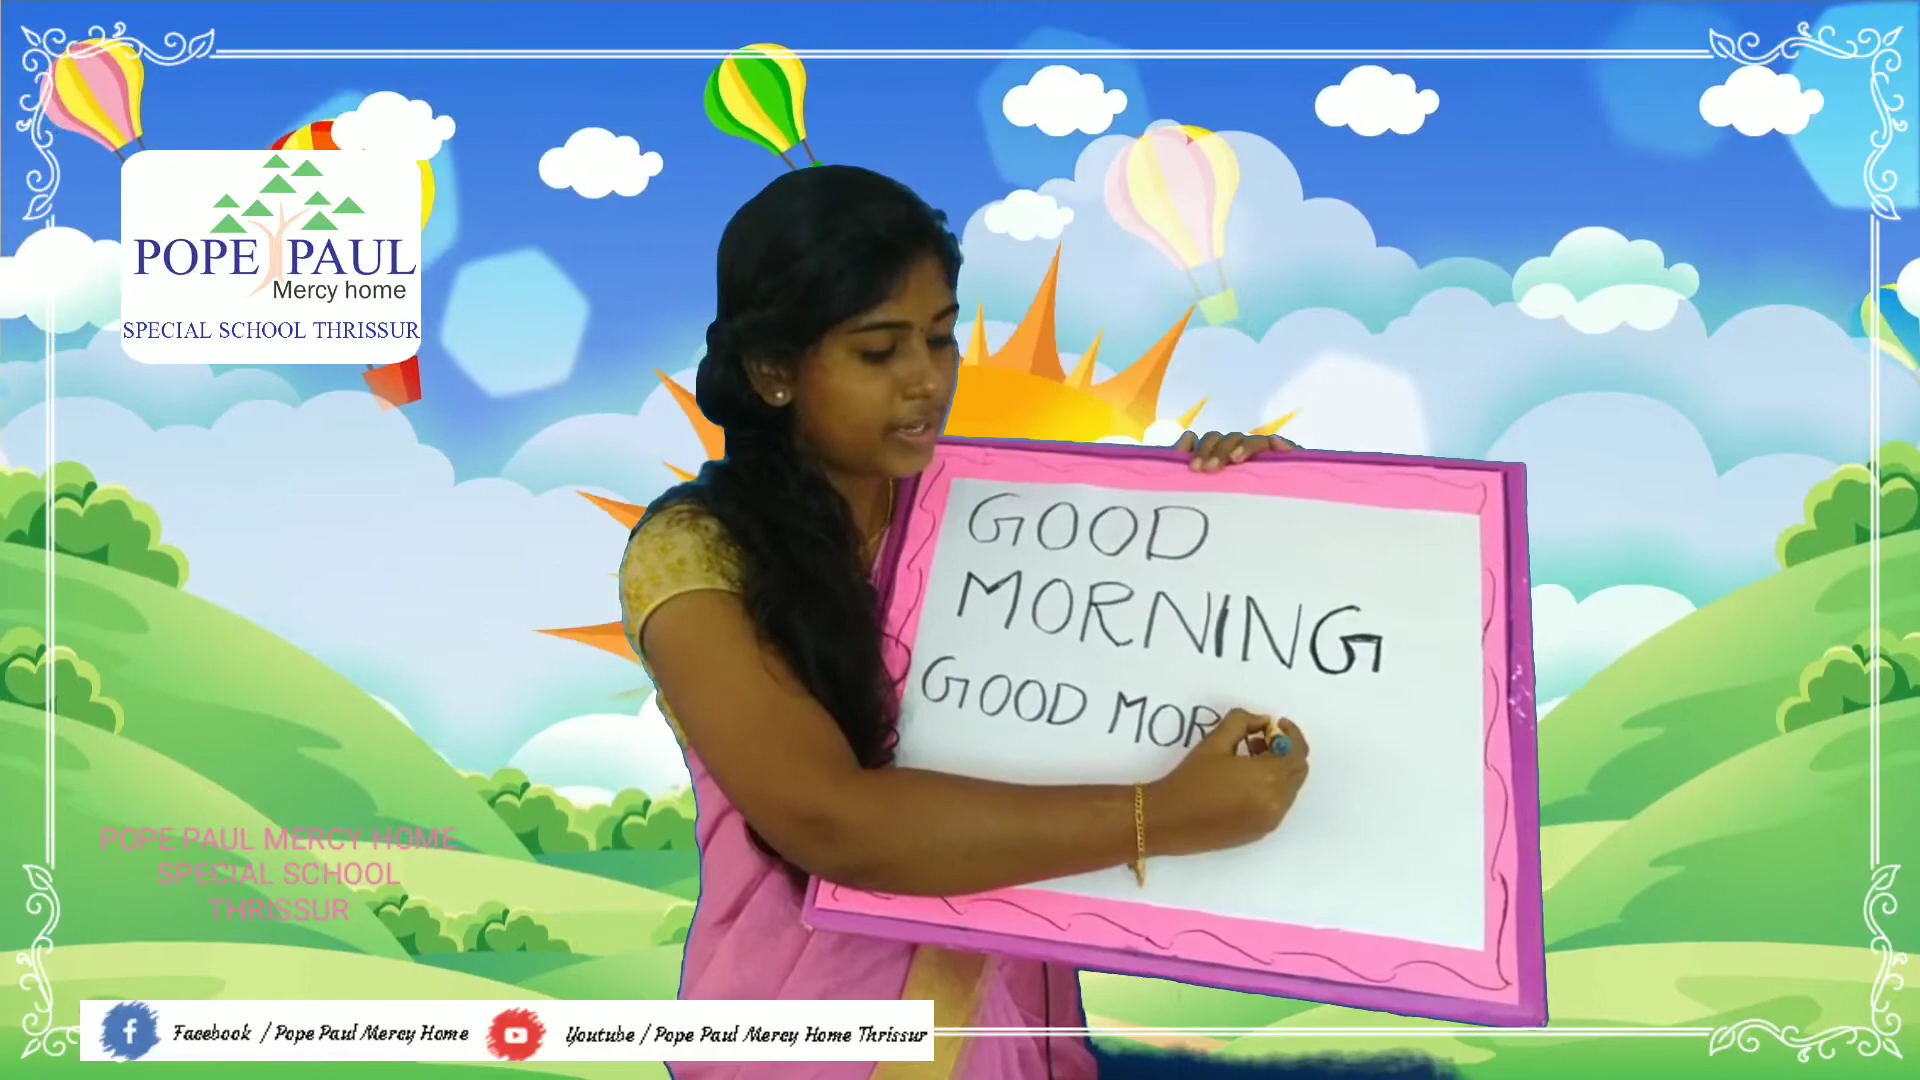 POPE PAUL
Mercy home
SPECIAL SCHOOL THRISSUR
GOOD
MORNING
GOOD MOR
POPE PAUL MERCY HOME
SPECIAL SCHOOL
THRISSUR
Facebook / Pope Paul Mercy Home
Youtube / Pope Paul Mercy Home Thrissur